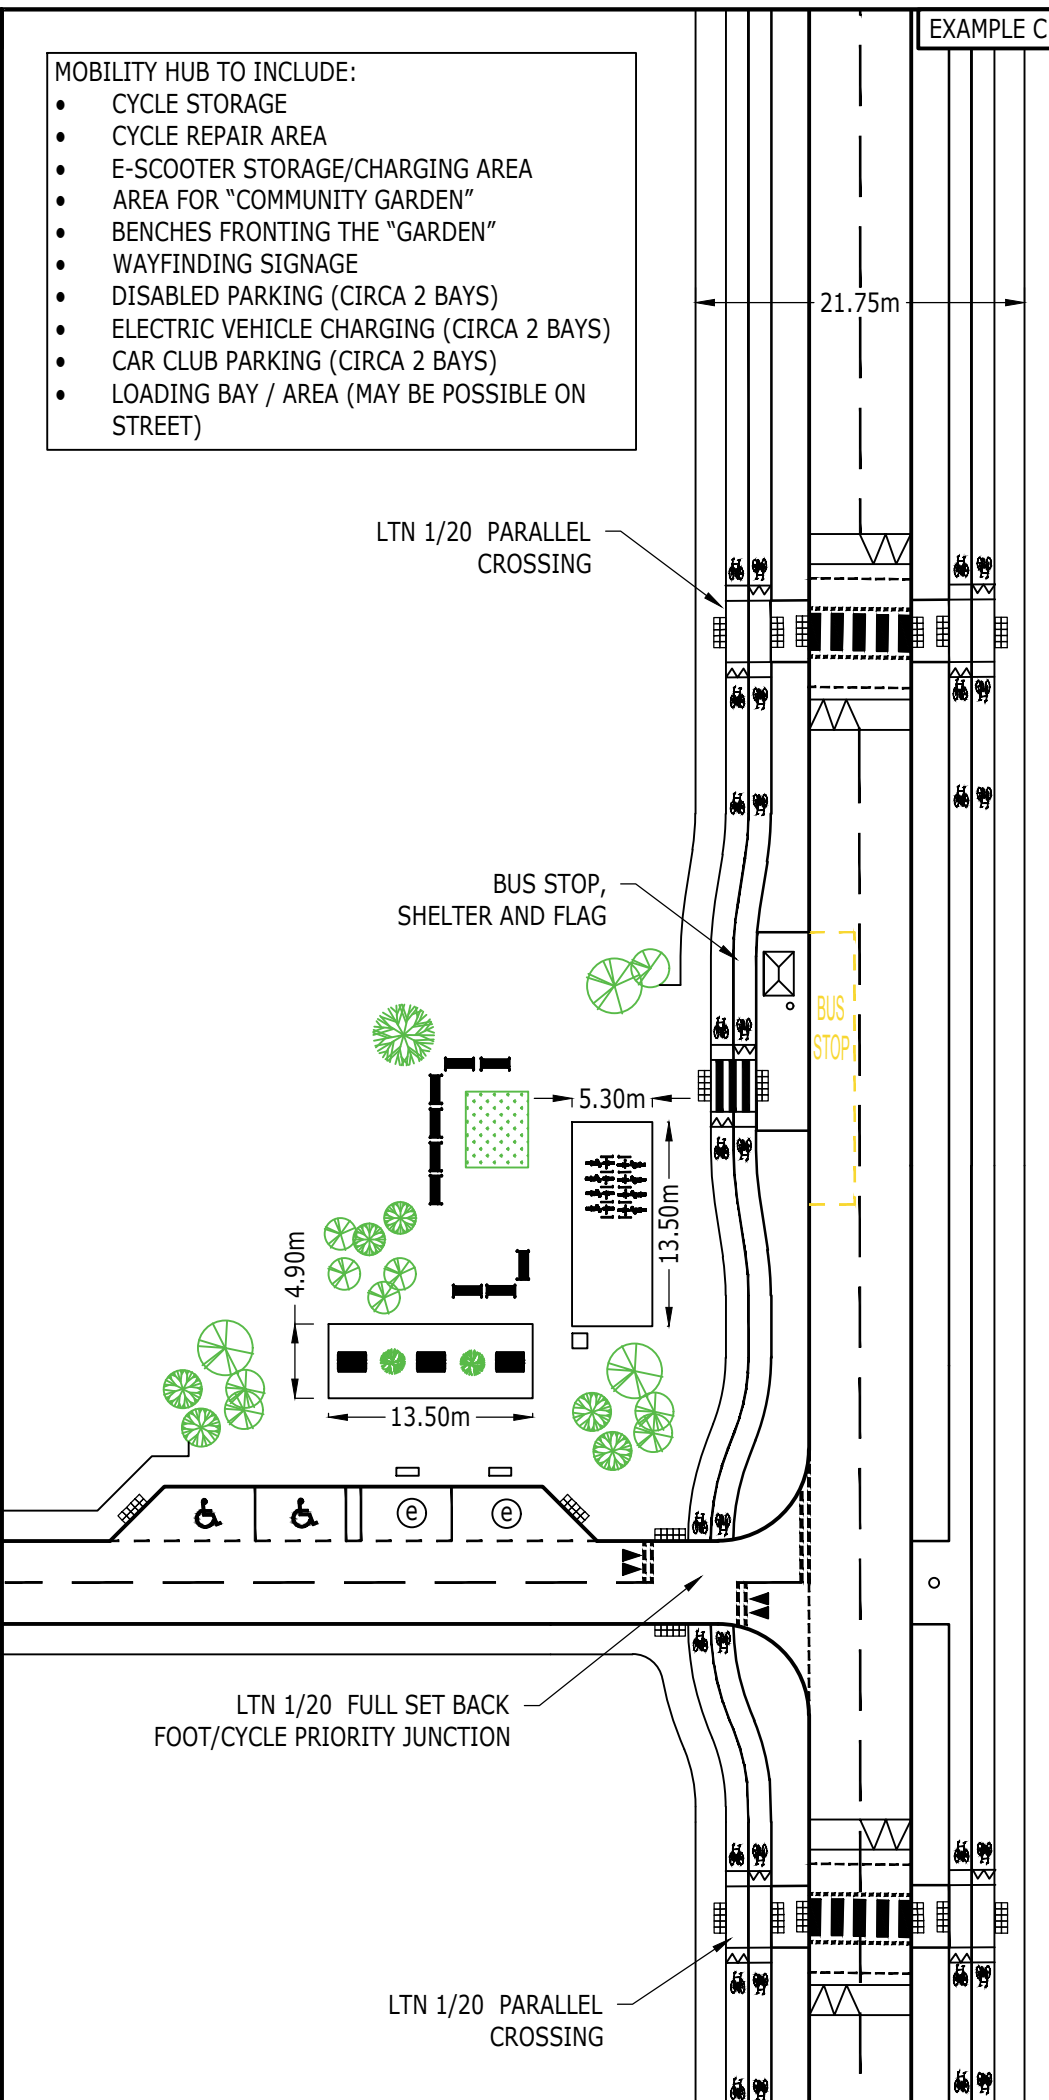 EXAMPLE C
MOBILITY HUB TO INCLUDE:
• CYCLE STORAGE
• CYCLE REPAIR AREA
• E-SCOOTER STORAGE/CHARGING AREA
• AREA FOR “COMMUNITY GARDEN”
• BENCHES FRONTING THE “GARDEN”
• WAYFINDING SIGNAGE
• DISABLED PARKING (CIRCA 2 BAYS)
• ELECTRIC VEHICLE CHARGING (CIRCA 2 BAYS)
• CAR CLUB PARKING (CIRCA 2 BAYS)
• LOADING BAY / AREA (MAY BE POSSIBLE ON
STREET)
21.75m
LTN 1/20 PARALLEL
CROSSING
BUS STOP,
SHELTER AND FLAG
BUS
STOP
5.30m
13.50m
4.90m
13.50m
e
e
LTN 1/20 FULL SET BACK
FOOT/CYCLE PRIORITY JUNCTION
LTN 1/20 PARALLEL
CROSSING